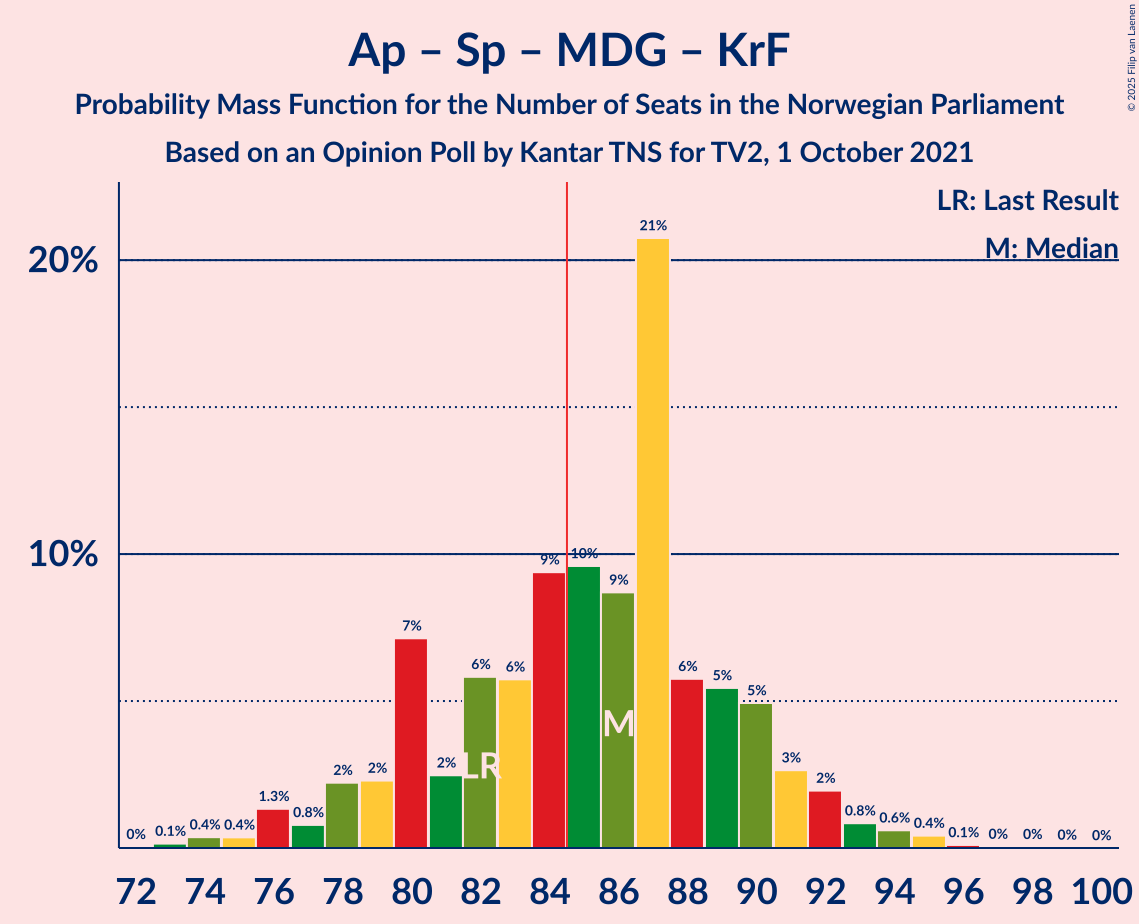 Ap – Sp – MDG – KrF
Probability Mass Function for the Number of Seats in the Norwegian Parliament
Based on an Opinion Poll by Kantar TNS for TV2, 1 October 2021
© 2025 Filip van Laenen
LR: Last Result
M: Median
20%
10%
0% 0.1% 0.4% 0.4% 1.3% 0.8% 2% 2% 7% 2% 6% 6% 9% 10% 9% 21% 6% 5% 5% 3% 2% 0.8% 0.6% 0.4% 0.1% 0% 0% 0% 0%
LR M
72 74 76 78 80 82 84 86 88 90 92 94 96 98 100